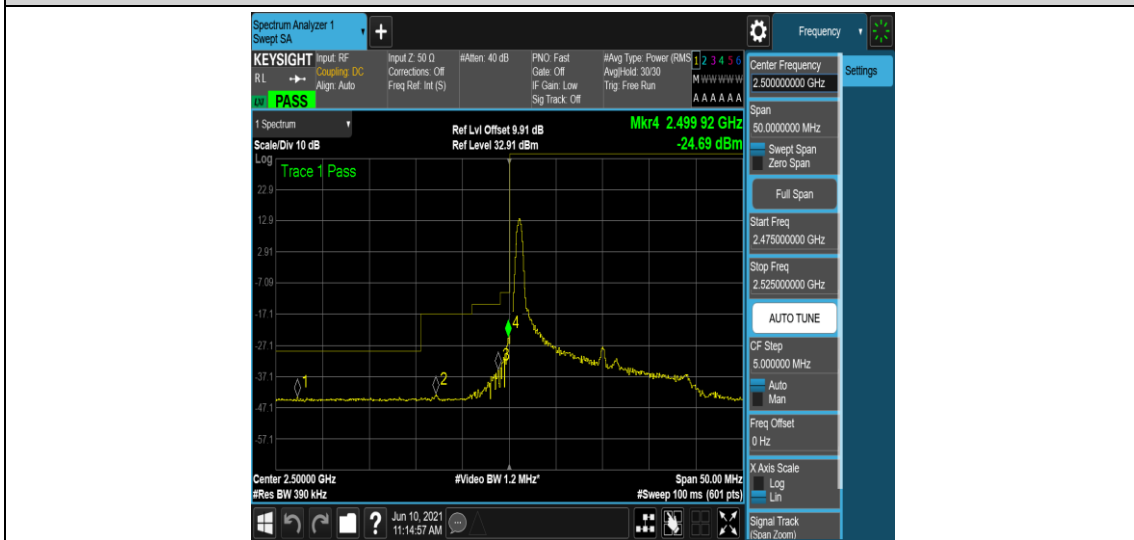 Spectrum Analyzer 1
Swept SA
+
Frequency
KEYSIGHT
RL
PASS
Input: RF
Coupling: DC
Align: Auto
Input Z: 50 Ω
Corrections: Off
Freq Ref: Int (S)
#Atten: 40 dB
PNO: Fast
Gate: Off
IF Gain: Low
Sig Track: Off
#Avg Type: Power (RMS
Avg|Hold: 30/30
Trig: Free Run
1 2 3 4 5 6
M W W W W W
A A A A A A
1 Spectrum
Scale/Div 10 dB
Ref Lvl Offset 9.91 dB
Ref Level 32.91 dBm
Mkr4 2.499 92 GHz
-24.69 dBm
Log
Trace 1 Pass
22.9
12.9
2.91
-7.09
-17.1
-27.1
-37.1
-47.1
-57.1
1
2
3
4
Center 2.50000 GHz
#Res BW 390 kHz
#Video BW 1.2 MHz*
Span 50.00 MHz
#Sweep 100 ms (601 pts)
Center Frequency
2.500000000 GHz
Settings
Span
50.0000000 MHz
Swept Span
Zero Span
Full Span
Start Freq
2.475000000 GHz
Stop Freq
2.525000000 GHz
AUTO TUNE
CF Step
5.000000 MHz
Auto
Man
Freq Offset
0 Hz
X Axis Scale
Log
Lin
Signal Track
(Span Zoom)
?
Jun 10, 2021
11:14:57 AM